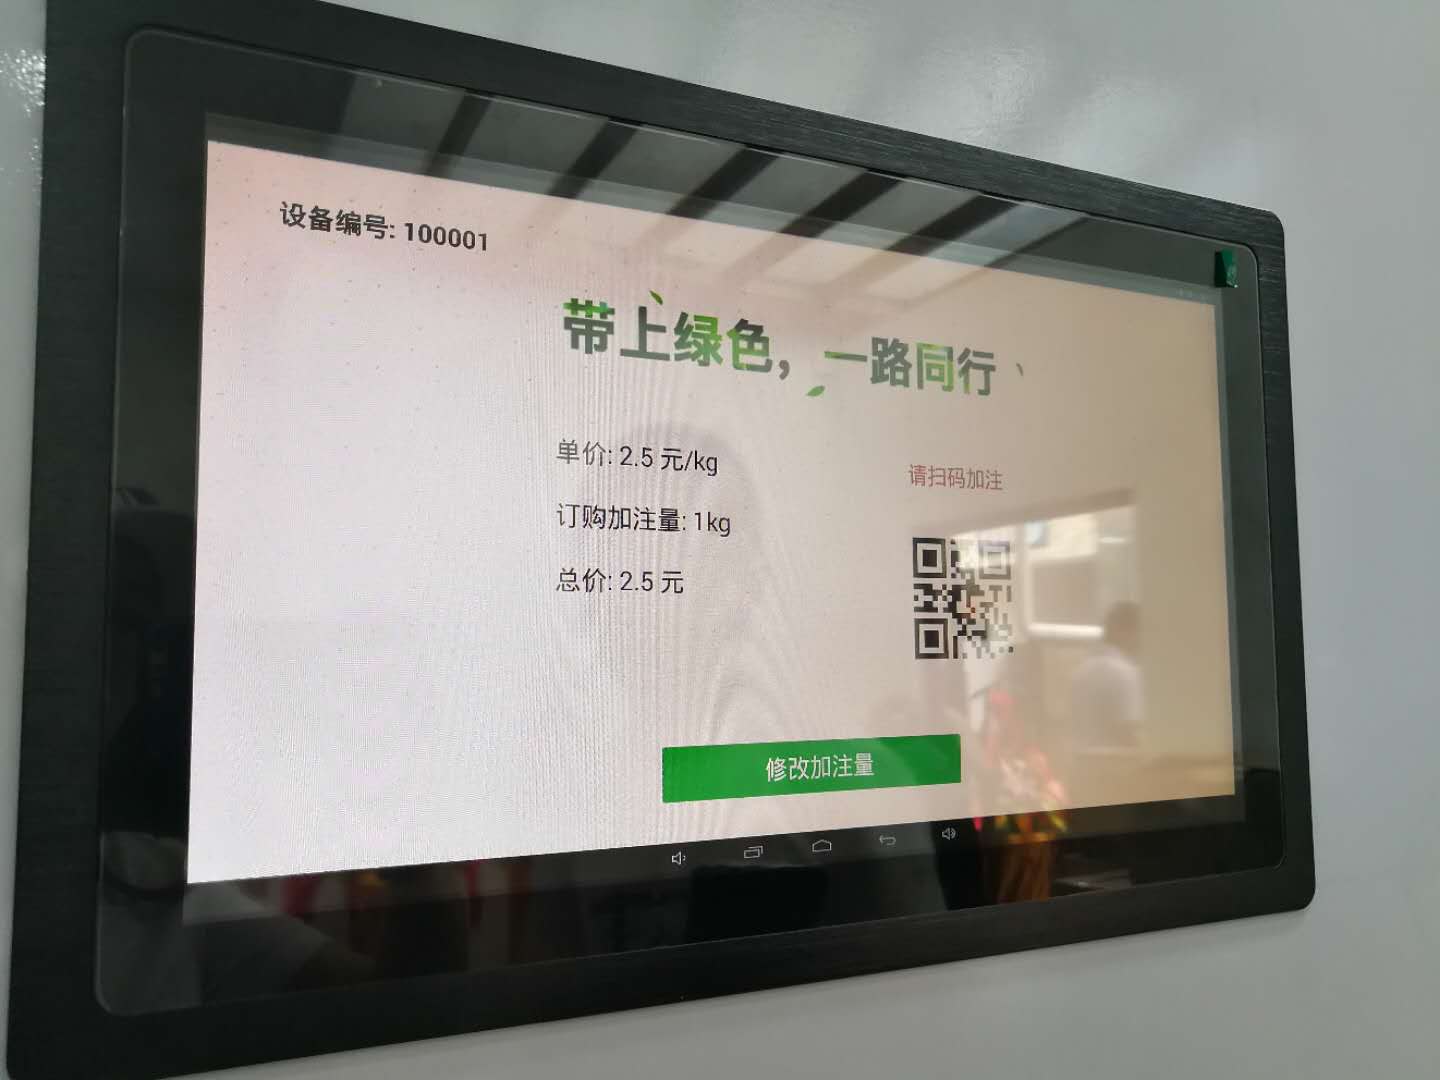 设备编号: 100001
带上绿色，一路同行
单价: 2.5 元/kg
请扫码加注
订购加注量: 1kg
总价: 2.5 元
修改加注量